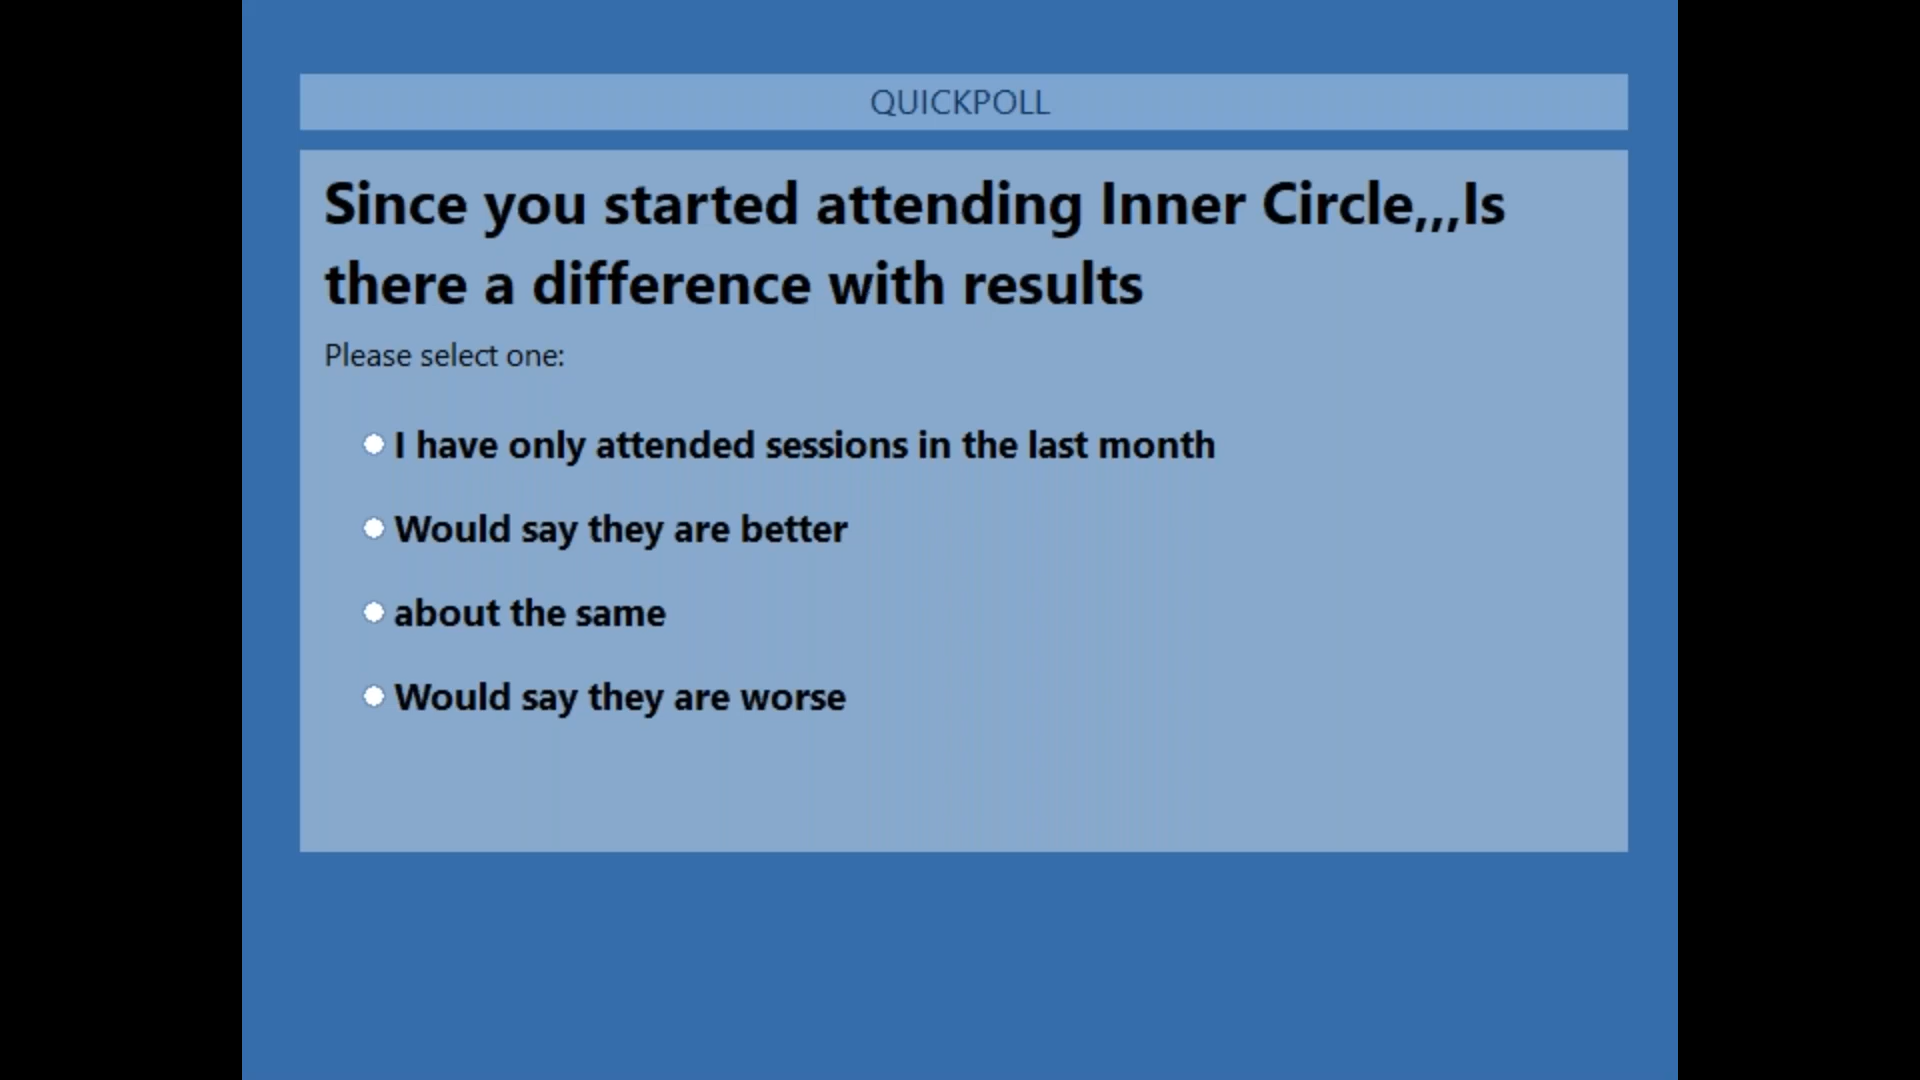 QUICKPOLL
Since you started attending Inner Circle,,,Is
there a difference with results
Please select one:
I have only attended sessions in the last month
Would say they are better
about the same
Would say they are worse